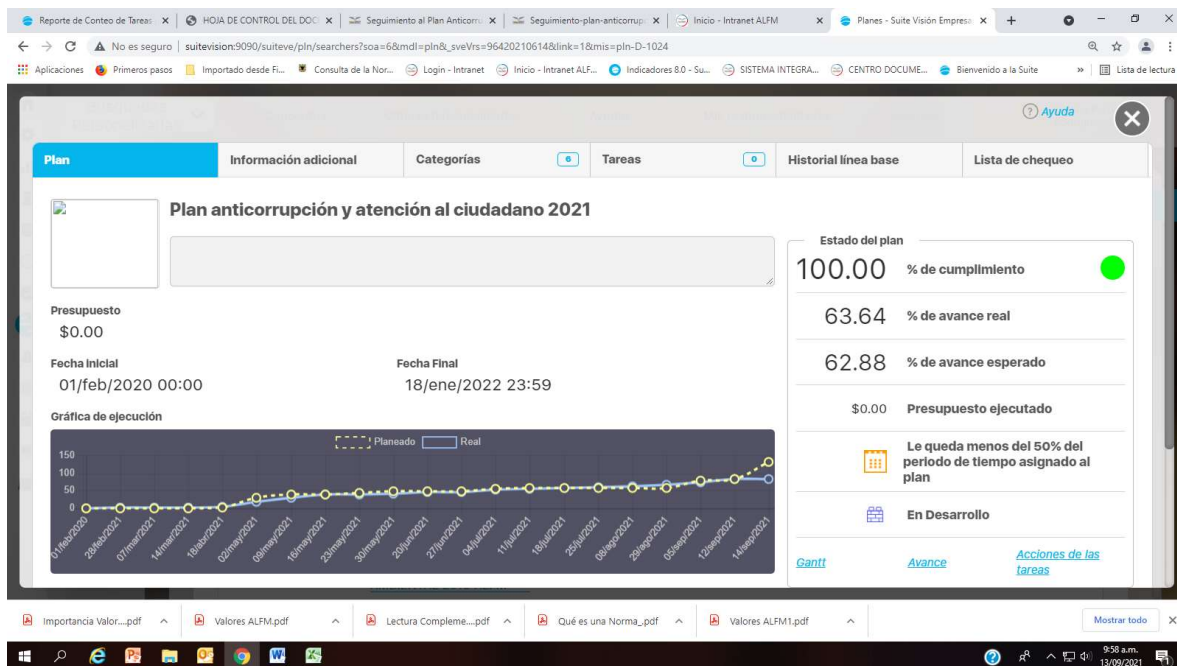 Reporte de Conteo de Tareas
HOJA DE CONTROL DEL DOC
Seguimiento al Plan Anticorru
Seguimiento-plan-anticorrup
Inicio - Intranet ALFM
Planes - Suite Visión Empresa
No es seguro | suitevision:9090/suiteve/pln/searchers?soa=6&mdl=pln&_sveVrs=96420210614&link=1&mis=pln-D-1024
Aplicaciones
Primeros pasos
Importado desde Fi...
Consulta de la Nor...
Login - Intranet
Inicio - Intranet ALF...
Indicadores 8.0 - Su...
SISTEMA INTEGRA...
CENTRO DOCUME...
Bienvenido a la Suite
»
Lista de lectura
Ayuda
Plan
Información adicional
Categorías 6
Tareas 0
Historial línea base
Lista de chequeo
Plan anticorrupción y atención al ciudadano 2021
Presupuesto
$0.00
Fecha inicial
01/feb/2020 00:00
Fecha Final
18/ene/2022 23:59
Gráfica de ejecución
Planeado Real
150
100
50
0
01/feb/2020
28/feb/2021
07/mar/2021
14/mar/2021
18/abr/2021
02/may/2021
09/may/2021
16/may/2021
23/may/2021
30/may/2021
20/jun/2021
27/jun/2021
04/jul/2021
11/jul/2021
18/jul/2021
25/jul/2021
08/ago/2021
29/ago/2021
05/sep/2021
12/sep/2021
14/sep/2021
Estado del plan
100.00 % de cumplimiento
63.64 % de avance real
62.88 % de avance esperado
$0.00 Presupuesto ejecutado
Le queda menos del 50% del
periodo de tiempo asignado al
plan
En Desarrollo
Gantt
Avance
Acciones de las
tareas
Importancia Valor....pdf
Valores ALFM.pdf
Lectura Compleme....pdf
Qué es una Norma_.pdf
Valores ALFM1.pdf
Mostrar todo
9:58 a.m.
13/09/2021